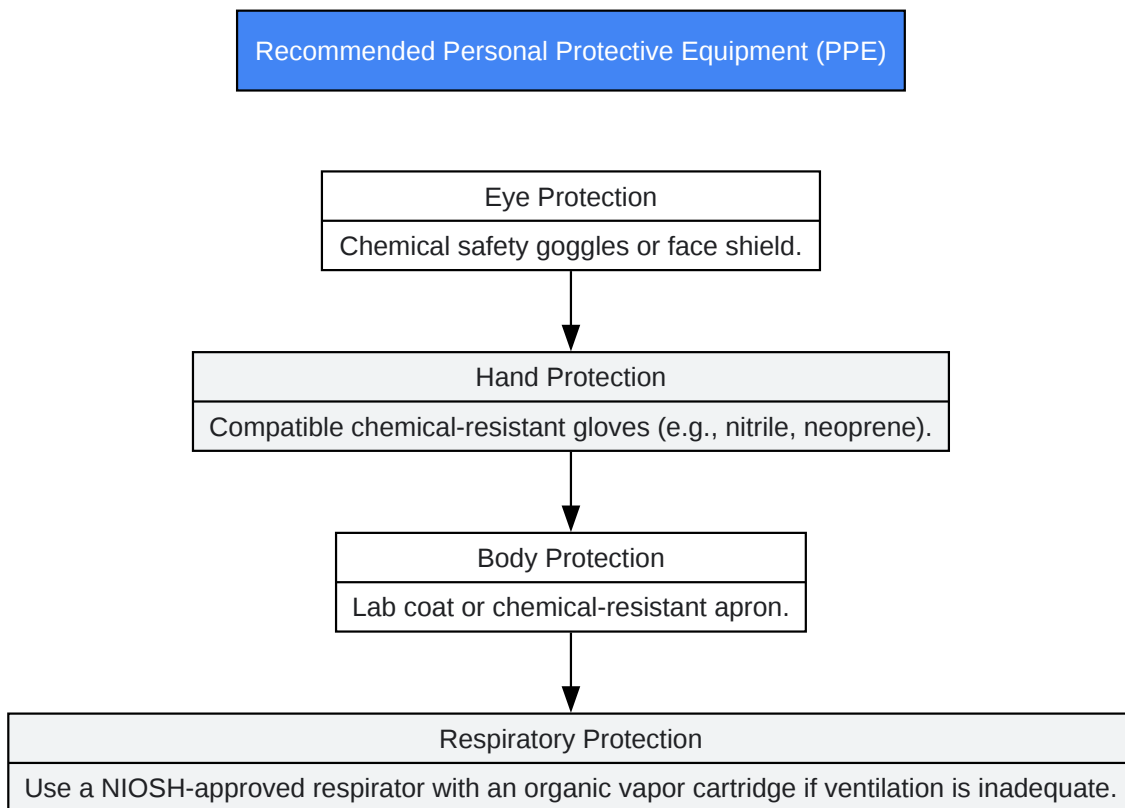 Recommended Personal Protective Equipment (PPE)
Eye Protection
Chemical safety goggles or face shield.
Hand Protection
Compatible chemical-resistant gloves (e.g., nitrile, neoprene).
Body Protection
Lab coat or chemical-resistant apron.
Respiratory Protection
Use a NIOSH-approved respirator with an organic vapor cartridge if ventilation is inadequate.